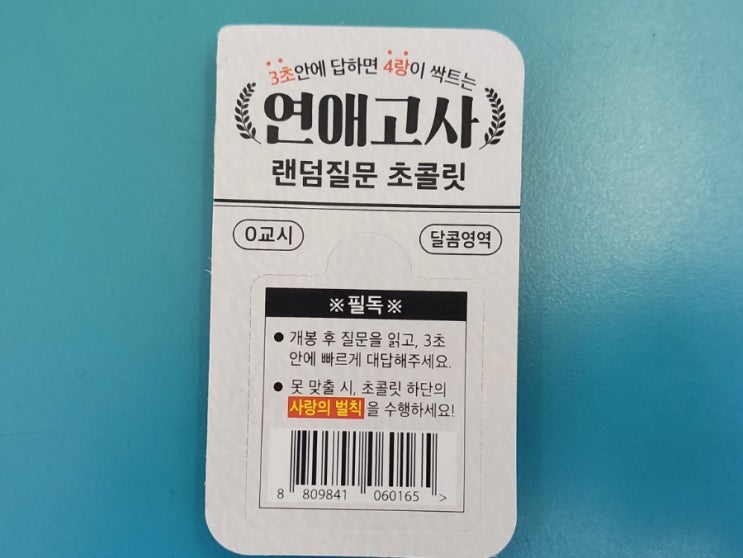 3초안에 답하면 4랑이 싹트는
연애고사
랜덤질문 초콜릿
0교시
달콤영역
※필독※
● 개봉 후 질문을 읽고, 3초
안에 빠르게 대답해주세요.
● 못 맞출 시, 초콜릿 하단의
사랑의 벌칙 을 수행하세요!
8 809841 060165 >